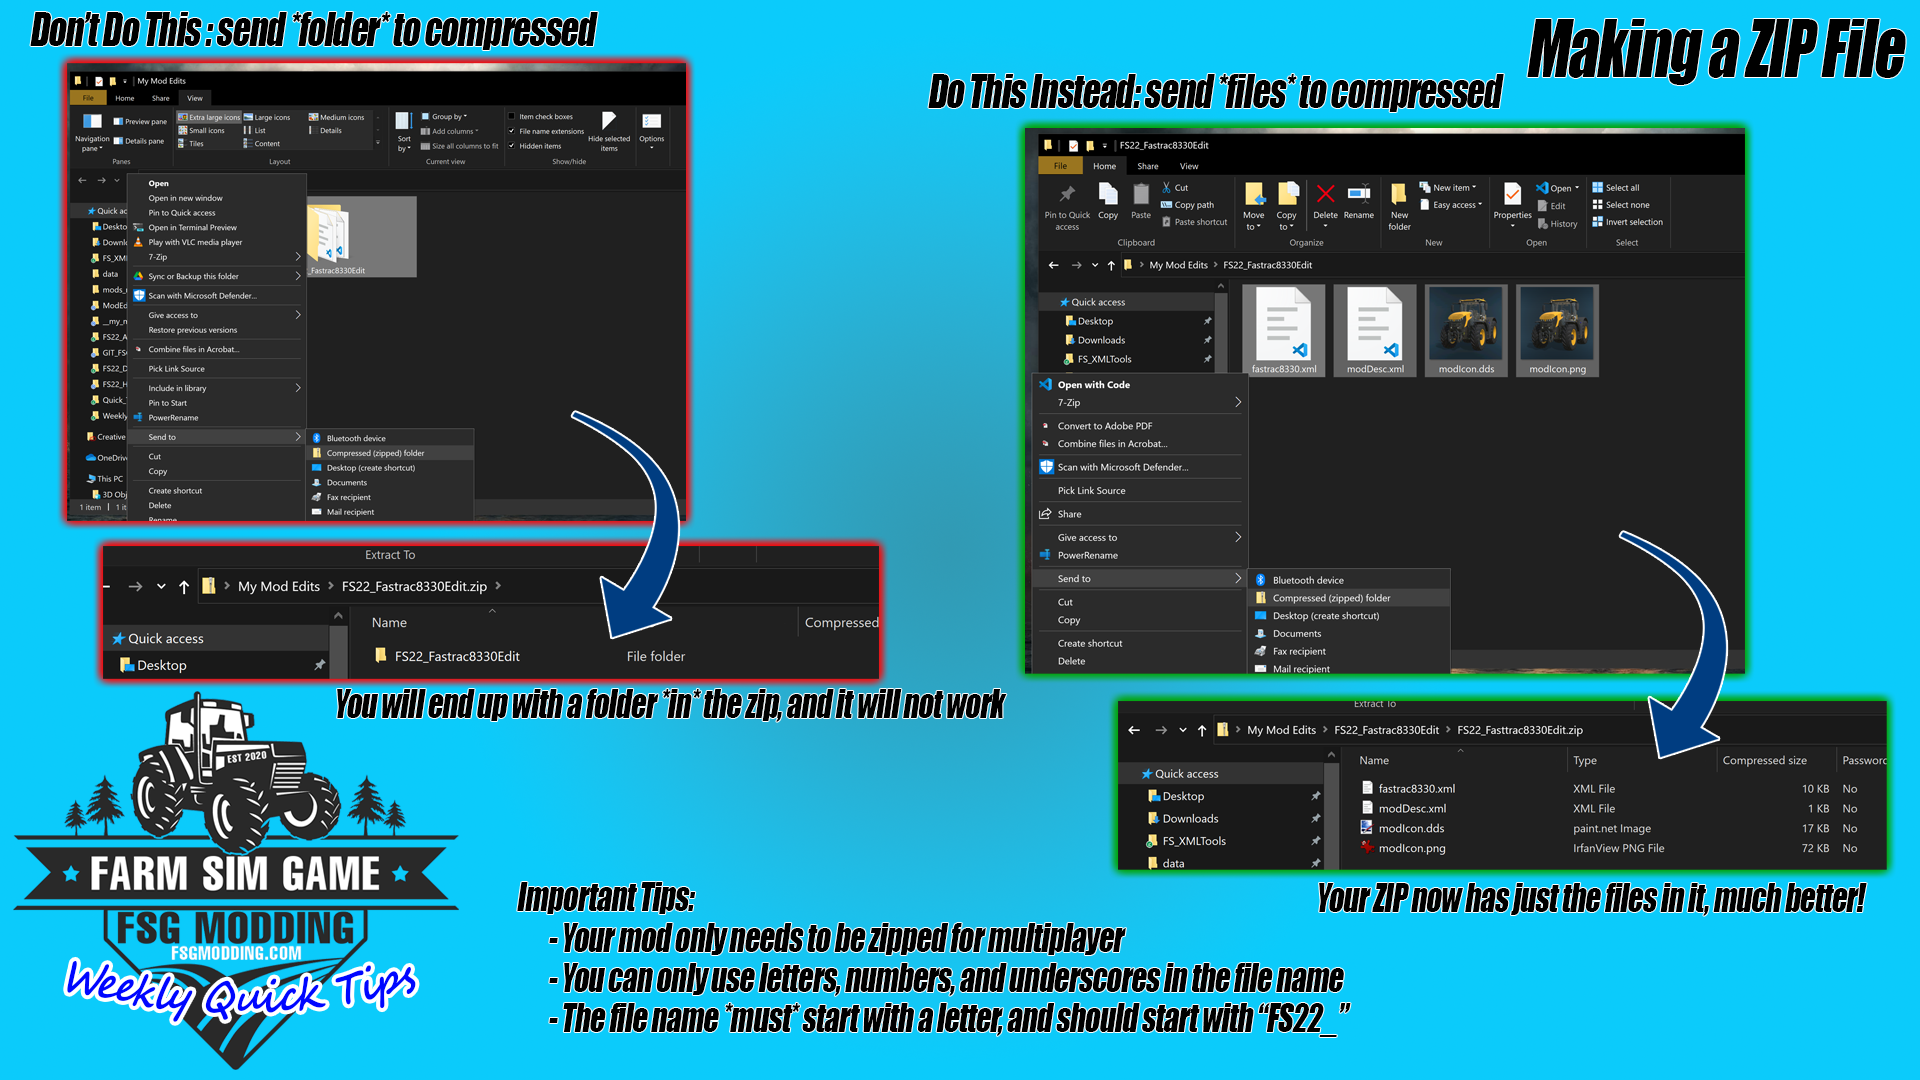 Don't Do This : send *folder* to compressed
Making a ZIP File
Do This Instead: send *files* to compressed
My Mod Edits
File Home Share View
Navigation pane
Preview pane
Details pane
Panes
Extra large icons Large icons Medium icons
Small icons List Details
Tiles Content
Layout
Sort by
Group by
Add columns
Size all columns to fit
Current view
Item check boxes
File name extensions
Hidden items
Hide selected items
Show/hide
Options
Quick ac
Deskto
Downl
FS_XMl
data
mods_
ModEd
__my_n
FS22_A
GIT_FS
FS22_D
FS22_H
Quick_
Weekly
Creative
OneDriv
This PC
3D Obj
1 item 1 it
Open
Open in new window
Pin to Quick access
Open in Terminal Preview
Play with VLC media player
7-Zip
Sync or Backup this folder
Scan with Microsoft Defender...
Give access to
Restore previous versions
Combine files in Acrobat...
Pick Link Source
Include in library
Pin to Start
PowerRename
Send to
Cut
Copy
Create shortcut
Delete
Rename
_Fastrac8330Edit
Bluetooth device
Compressed (zipped) folder
Desktop (create shortcut)
Documents
Fax recipient
Mail recipient
Extract To
My Mod Edits FS22_Fastrac8330Edit.zip
Quick access
Desktop
Name Compressed
FS22_Fastrac8330Edit File folder
You will end up with a folder *in* the zip, and it will not work
FS22_Fastrac8330Edit
File Home Share View
Pin to Quick access
Copy
Paste
Cut
Copy path
Paste shortcut
Clipboard
Move to
Copy to
Delete
Rename
Organize
New folder
New item
Easy access
New
Properties
Open
Edit
History
Open
Select all
Select none
Invert selection
Select
My Mod Edits FS22_Fastrac8330Edit
Quick access
Desktop
Downloads
FS_XMLTools
fastrac8330.xml modDesc.xml modIcon.dds modIcon.png
Open with Code
7-Zip
Convert to Adobe PDF
Combine files in Acrobat...
Scan with Microsoft Defender...
Pick Link Source
Share
Give access to
PowerRename
Send to
Cut
Copy
Create shortcut
Delete
Bluetooth device
Compressed (zipped) folder
Desktop (create shortcut)
Documents
Fax recipient
Mail recipient
Extract To
My Mod Edits FS22_Fastrac8330Edit FS22_Fasttrac8330Edit.zip
Quick access
Desktop
Downloads
FS_XMLTools
data
Name Type Compressed size Password
fastrac8330.xml XML File 10 KB No
modDesc.xml XML File 1 KB No
modIcon.dds paint.net Image 17 KB No
modIcon.png IrfanView PNG File 72 KB No
Your ZIP now has just the files in it, much better!
EST 2020
FARM SIM GAME
FSG MODDING
FSGMODDING.COM
Weekly Quick Tips
Important Tips:
- Your mod only needs to be zipped for multiplayer
- You can only use letters, numbers, and underscores in the file name
- The file name *must* start with a letter, and should start with “FS22_”